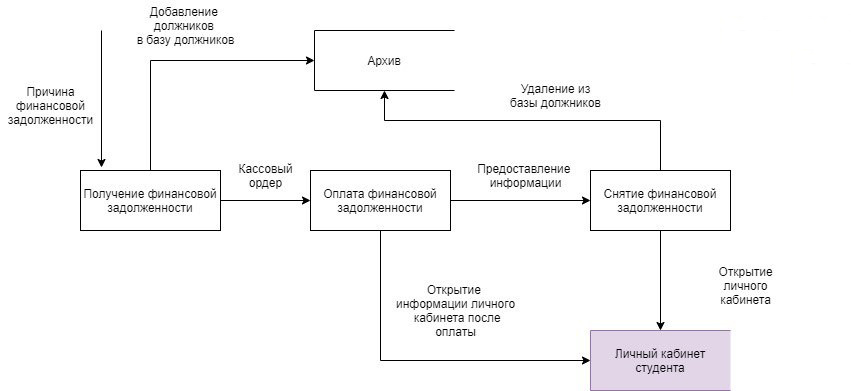 Добавление
должников
в базу должников
Архив
Причина
финансовой
задолженности
Удаление из
базы должников
Кассовый
ордер
Предоставление
информации
Получение финансовой
задолженности
Оплата финансовой
задолженности
Снятие финансовой
задолженности
Открытие
информации личного
кабинета после
оплаты
Открытие
личного
кабинета
Личный кабинет
студента